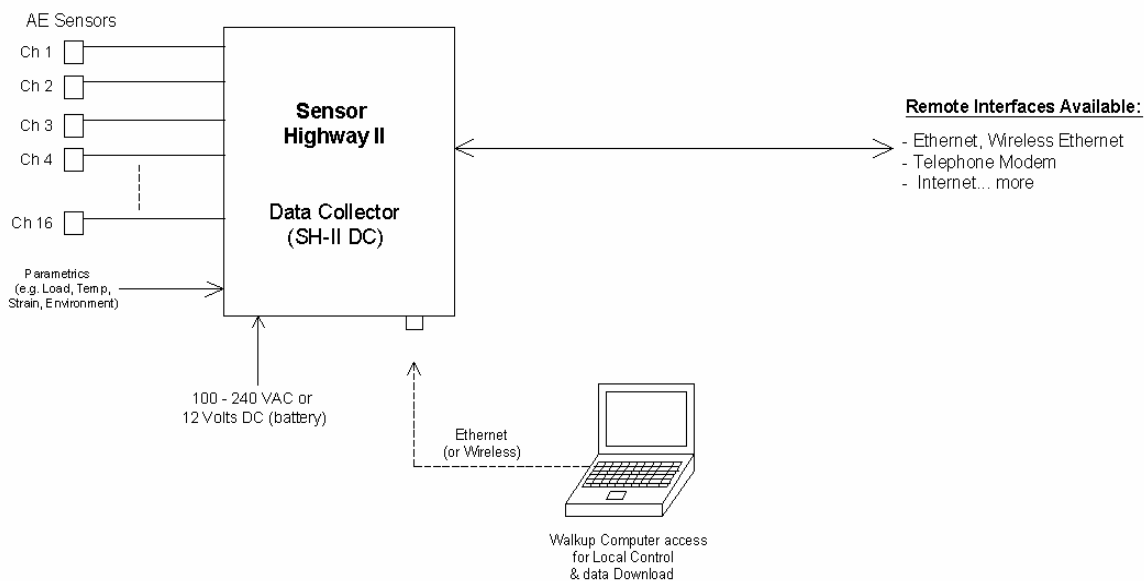 AE Sensors
Ch 1
Ch 2
Ch 3
Ch 4
Ch 16
Parametrics
(e.g. Load, Temp,
Strain, Environment)
Sensor
Highway II
Data Collector
(SH-II DC)
100 - 240 VAC or
12 Volts DC (battery)
Ethernet
(or Wireless)
Walkup Computer access
for Local Control
& data Download
Remote Interfaces Available:
- Ethernet, Wireless Ethernet
- Telephone Modem
- Internet... more